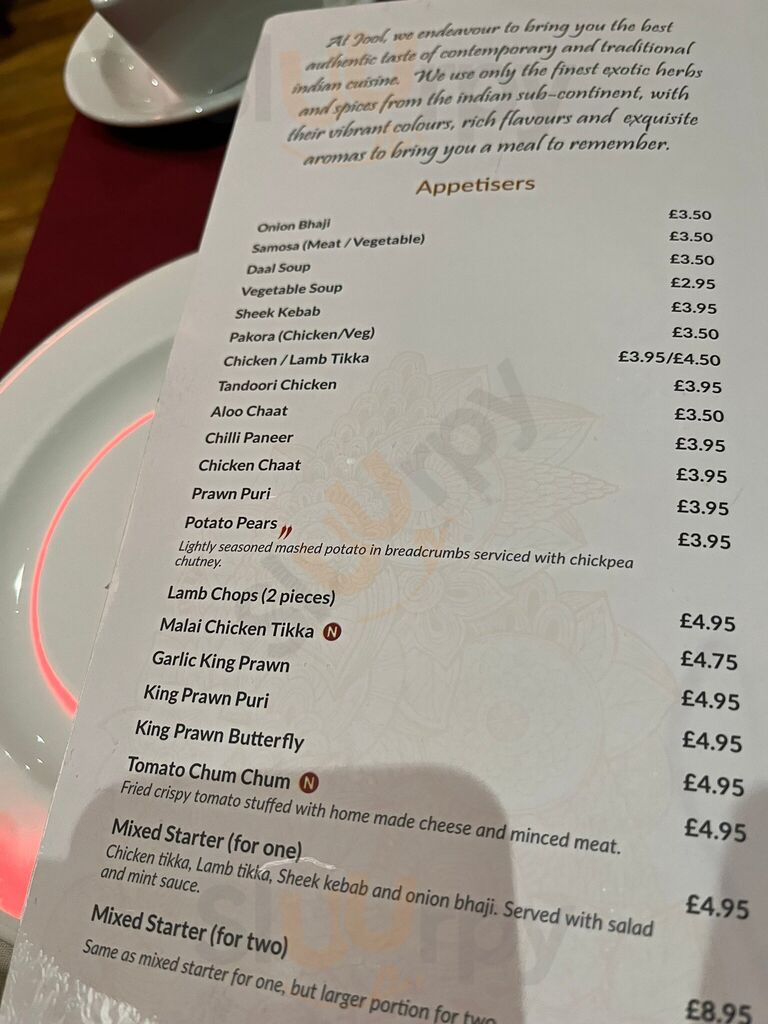 At Jool, we endeavour to bring you the best
authentic taste of contemporary and traditional
indian cuisine. We use only the finest exotic herbs
and spices from the indian sub-continent, with
their vibrant colours, rich flavours and exquisite
aromas to bring you a meal to remember.
Appetisers
Onion Bhaji £3.50
Samosa (Meat / Vegetable) £3.50
Daal Soup £3.50
Vegetable Soup £2.95
Sheek Kebab £3.95
Pakora (Chicken/Veg) £3.50
Chicken / Lamb Tikka £3.95/£4.50
Tandoori Chicken £3.95
Aloo Chaat £3.50
Chilli Paneer £3.95
Chicken Chaat £3.95
Prawn Puri £3.95
Potato Pears £3.95
Lightly seasoned mashed potato in breadcrumbs serviced with chickpea
chutney.
Lamb Chops (2 pieces) £4.95
Malai Chicken Tikka N £4.75
Garlic King Prawn £4.95
King Prawn Puri £4.95
King Prawn Butterfly £4.95
Tomato Chum Chum N £4.95
Fried crispy tomato stuffed with home made cheese and minced meat.
Mixed Starter (for one) £4.95
Chicken tikka, Lamb tikka, Sheek kebab and onion bhaji. Served with salad
and mint sauce.
Mixed Starter (for two) £8.95
Same as mixed starter for one, but larger portion for two
sluurpy
sluurpy